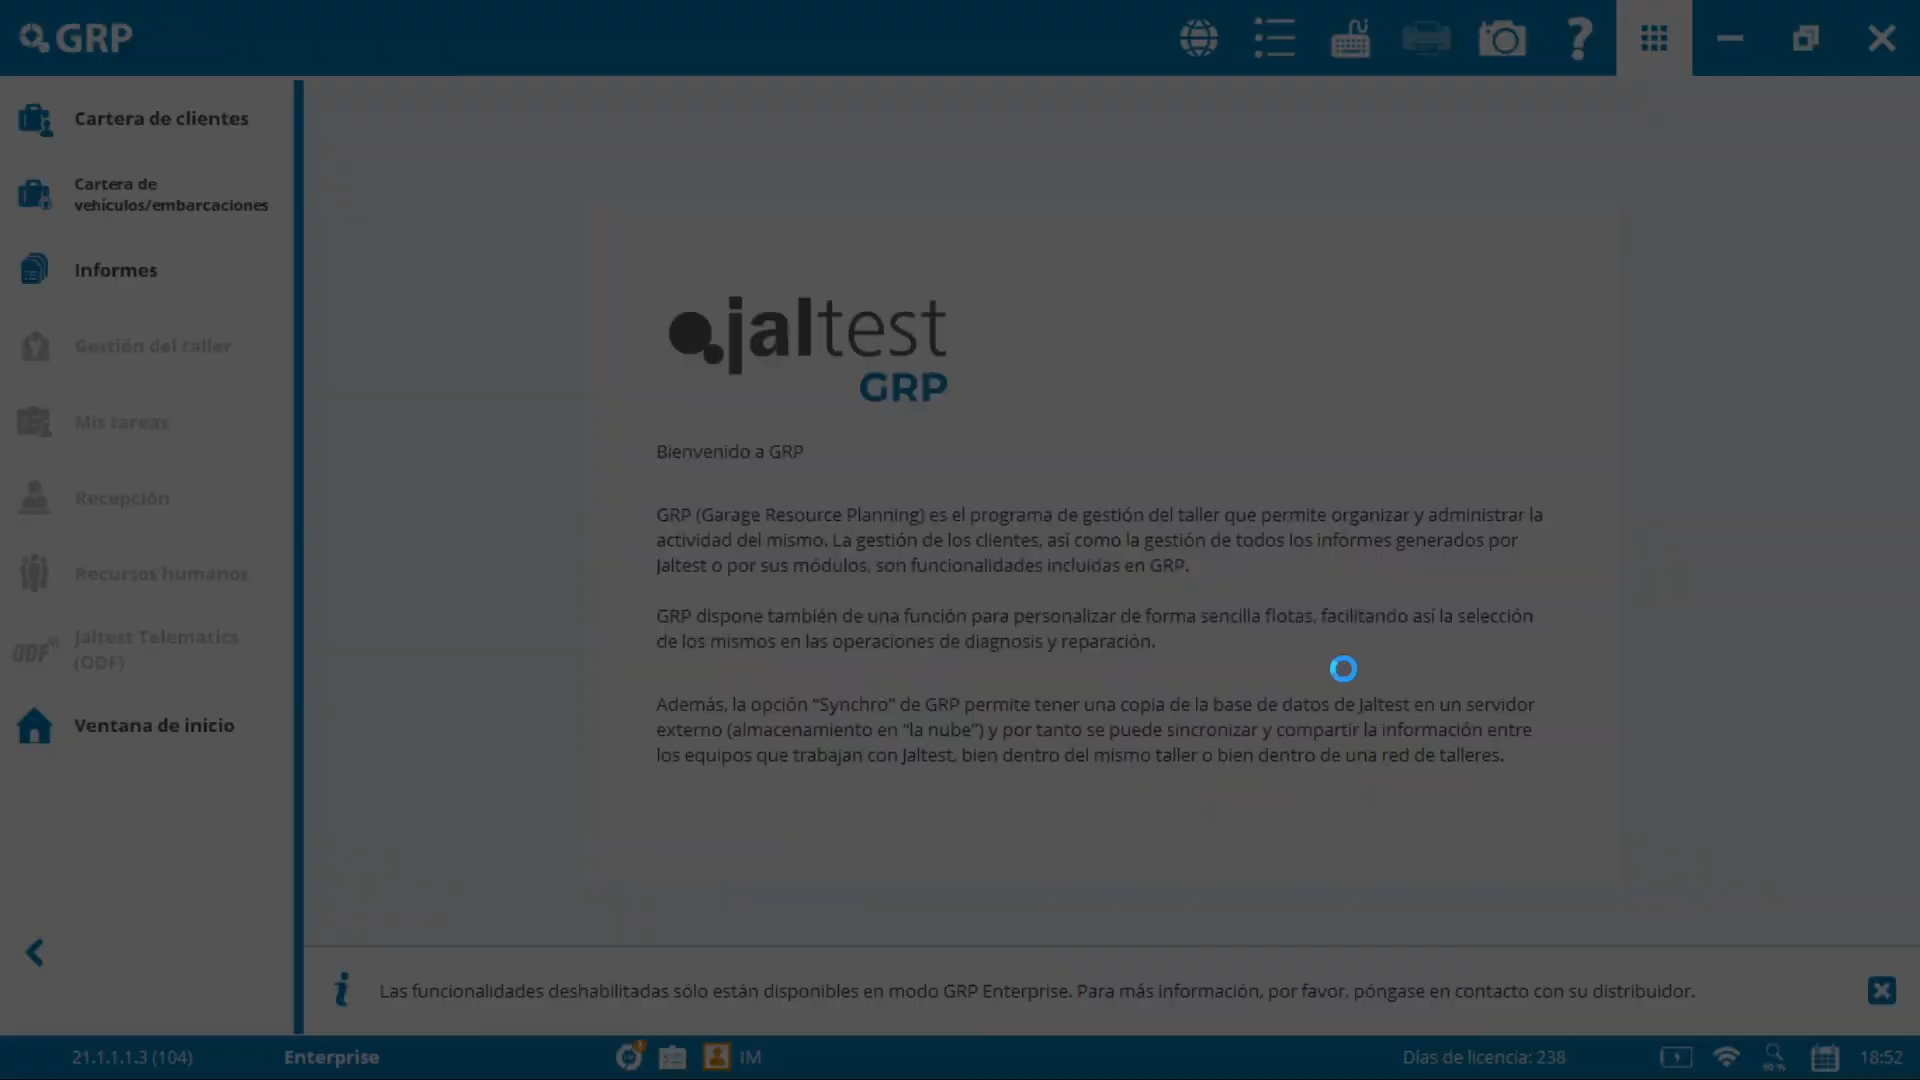 GRP
Cartera de clientes
Cartera de
vehículos/embarcaciones
Informes
Gestión del taller
Mis tareas
Recepción
Recursos humanos
ODF
Jaltest Telematics
(ODF)
Ventana de inicio
jaltest
GRP
Bienvenido a GRP
GRP (Garage Resource Planning) es el programa de gestión del taller que permite organizar y administrar la
actividad del mismo. La gestión de los clientes, así como la gestión de todos los informes generados por
Jaltest o por sus módulos, son funcionalidades incluidas en GRP.
GRP dispone también de una función para personalizar de forma sencilla flotas, facilitando así la selección
de los mismos en las operaciones de diagnosis y reparación.
Además, la opción “Synchro” de GRP permite tener una copia de la base de datos de Jaltest en un servidor
externo (almacenamiento en “la nube”) y por tanto se puede sincronizar y compartir la información entre
los equipos que trabajan con Jaltest, bien dentro del mismo taller o bien dentro de una red de talleres.
Las funcionalidades deshabilitadas sólo están disponibles en modo GRP Enterprise. Para más información, por favor, póngase en contacto con su distribuidor.
21.1.1.1.3 (104) Enterprise IM Días de licencia: 238 18:52